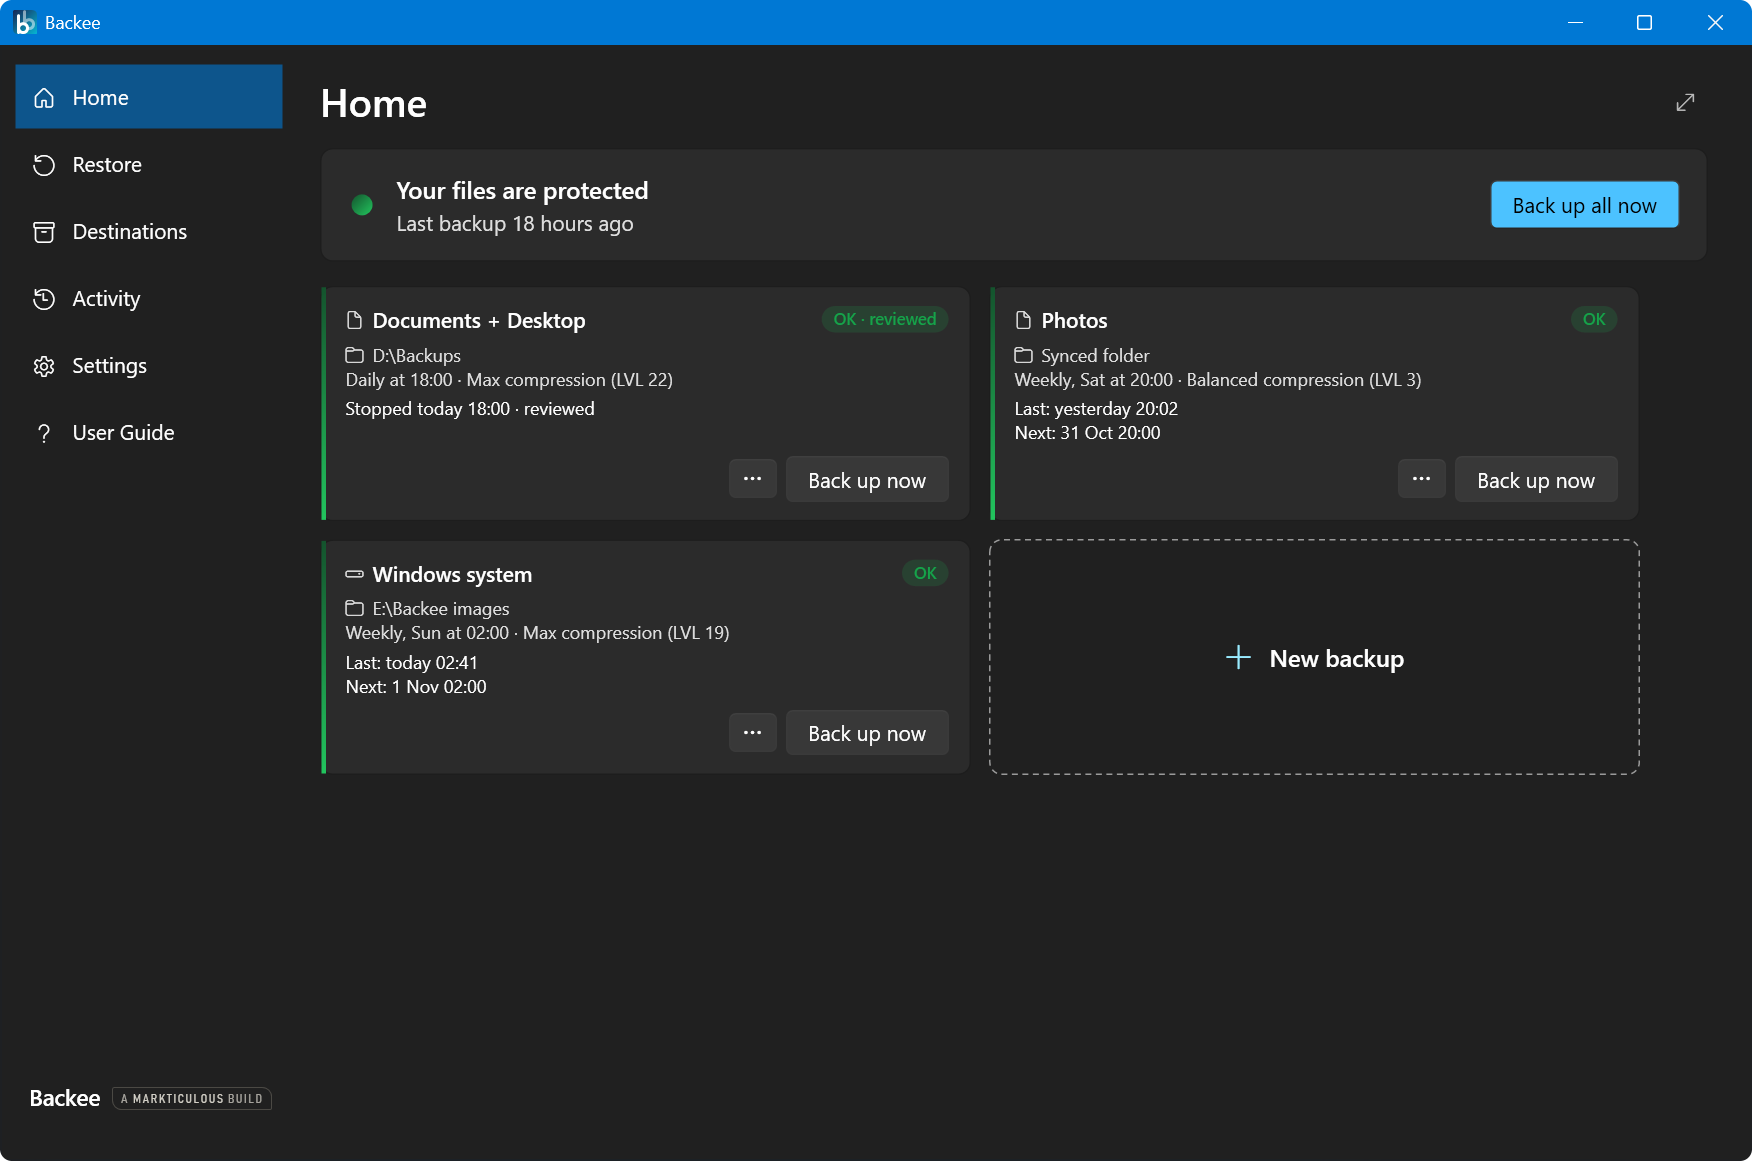 Backee
Home
Restore
Destinations
Activity
Settings
User Guide
Home
Your files are protected
Last backup 18 hours ago
Back up all now
Documents + Desktop
OK · reviewed
D:\Backups
Daily at 18:00 · Max compression (LVL 22)
Stopped today 18:00 · reviewed
Back up now
Photos
OK
Synced folder
Weekly, Sat at 20:00 · Balanced compression (LVL 3)
Last: yesterday 20:02
Next: 31 Oct 20:00
Back up now
Windows system
OK
E:\Backee images
Weekly, Sun at 02:00 · Max compression (LVL 19)
Last: today 02:41
Next: 1 Nov 02:00
Back up now
New backup
Backee
A MARKTICULOUS BUILD